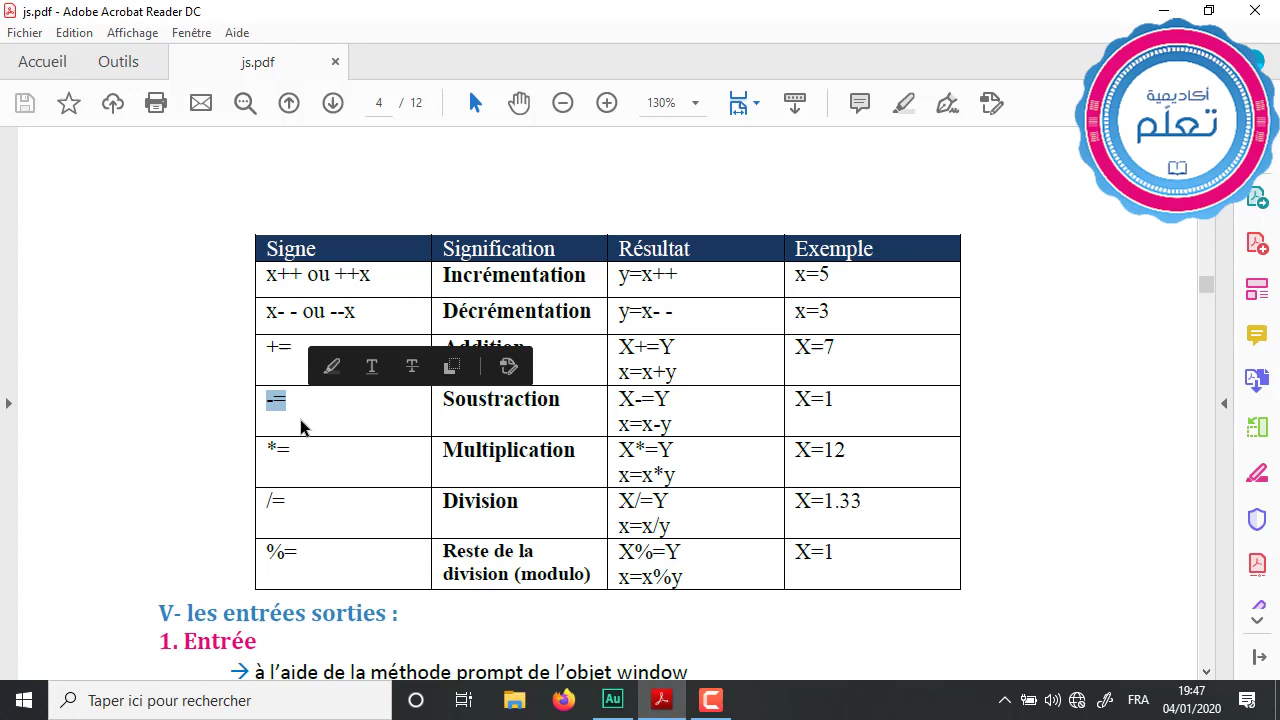 js.pdf - Adobe Acrobat Reader DC
Fichier Edition Affichage Fenêtre Aide
Accueil Outils js.pdf
4 / 12 130%
أكاديمية
تعلّم
Signe Signification Résultat Exemple
x++ ou ++x Incrémentation y=x++ x=5
x- - ou --x Décrémentation y=x- - x=3
+= Addition X+=Y X=7
x=x+y
-= Soustraction X-=Y X=1
x=x-y
*= Multiplication X*=Y X=12
x=x*y
/= Division X/=Y X=1.33
x=x/y
%= Reste de la X%=Y X=1
division (modulo) x=x%y
V- les entrées sorties :
1. Entrée
→ à l’aide de la méthode prompt de l’objet window
Taper ici pour rechercher
Au
FRA
19:47
04/01/2020